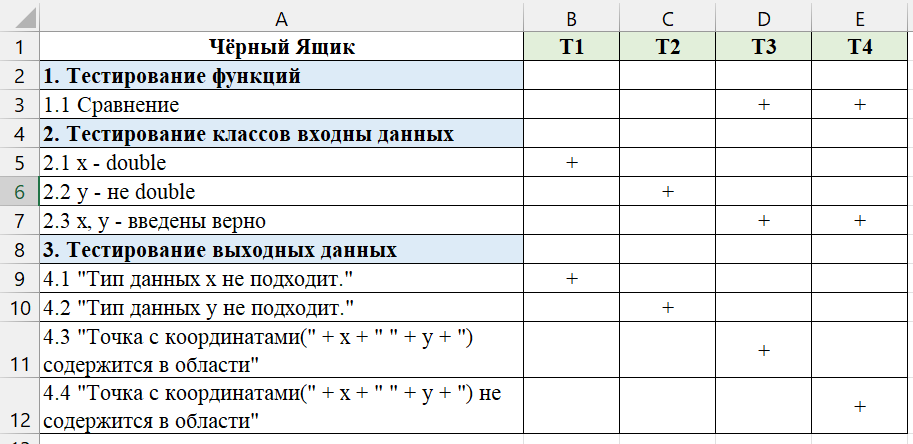 A B C D E
1 Чёрный Ящик T1 T2 T3 T4
2 1. Тестирование функций
3 1.1 Сравнение + +
4 2. Тестирование классов входны данных
5 2.1 x - double +
6 2.2 y - не double +
7 2.3 x, y - введены верно + +
8 3. Тестирование выходных данных
9 4.1 "Тип данных x не подходит." +
10 4.2 "Тип данных y не подходит." +
4.3 "Точка с координатами(" + x + " " + y + ")
11 содержится в области" +
4.4 "Точка с координатами(" + x + " " + y + ") не
12 содержится в области" +